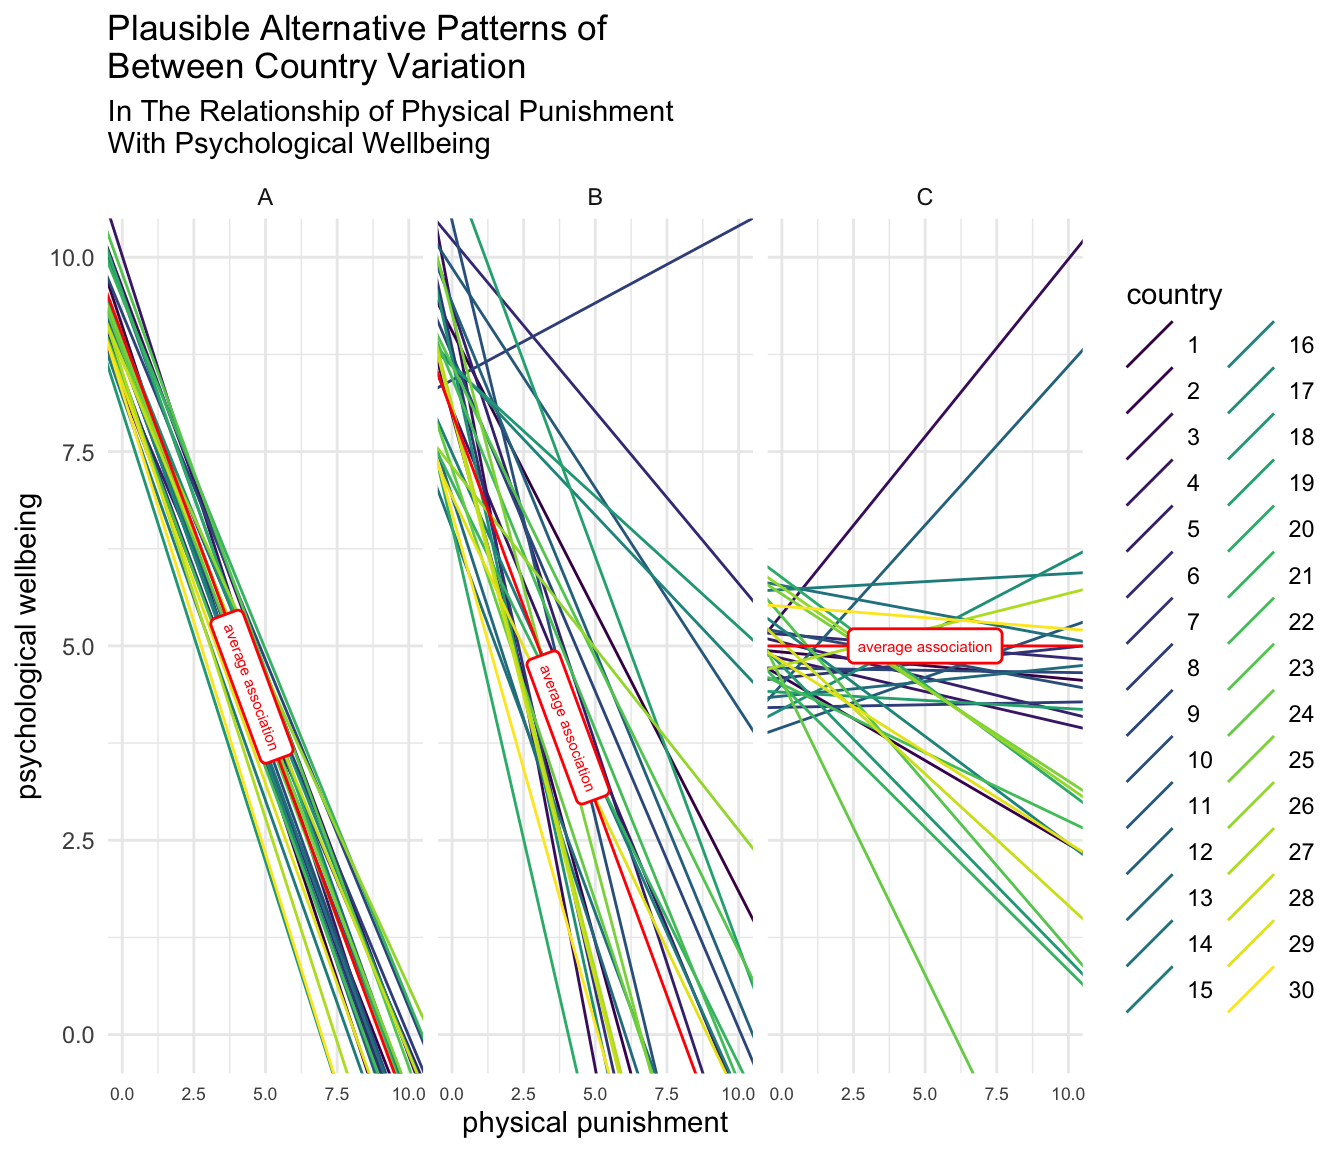 Plausible Alternative Patterns of
Between Country Variation
In The Relationship of Physical Punishment
With Psychological Wellbeing
A
B
C
10.0
7.5
5.0
2.5
0.0
psychological wellbeing
average association
average association
average association
0.0 2.5 5.0 7.5 10.0
0.0 2.5 5.0 7.5 10.0
0.0 2.5 5.0 7.5 10.0
physical punishment
country
1
2
3
4
5
6
7
8
9
10
11
12
13
14
15
16
17
18
19
20
21
22
23
24
25
26
27
28
29
30